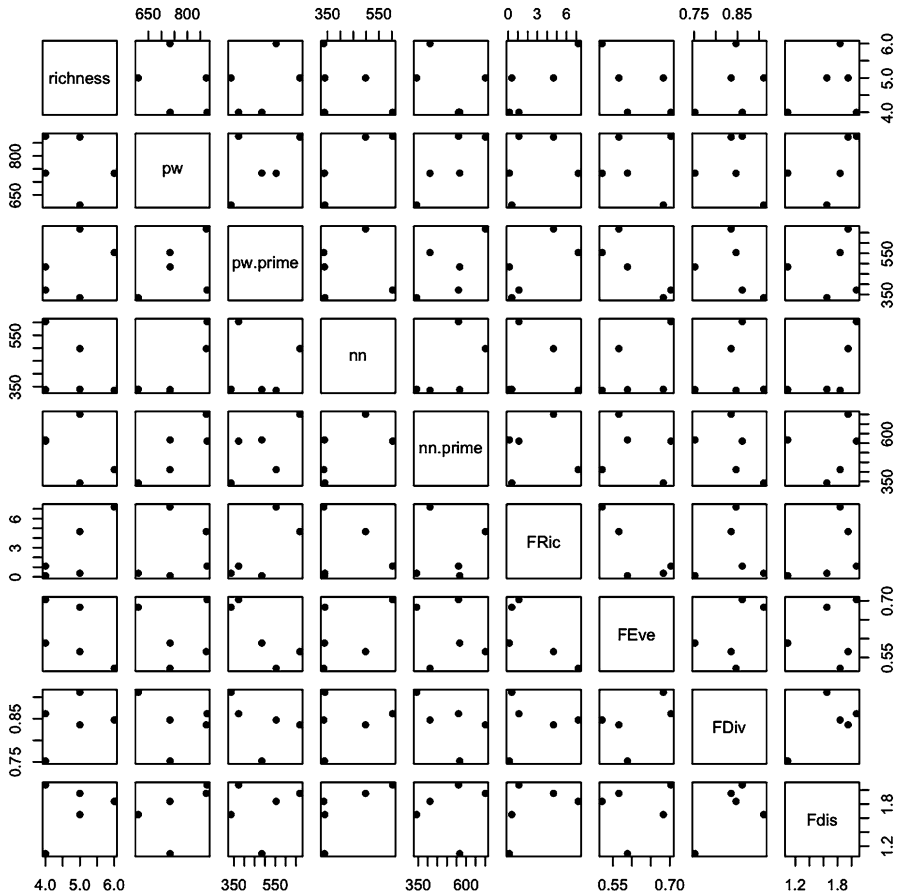 650 800 350 550 0 3 6 0.75 0.85
richness 4.0 5.0 6.0
650 800 pw
pw.prime 350 550
350 550 nn
nn.prime 350 600
0 3 6 FRic
FEve 0.55 0.70
0.75 0.85 FDiv
Fdis 1.2 1.8
4.0 5.0 6.0 350 550 350 600 0.55 0.70 1.2 1.8